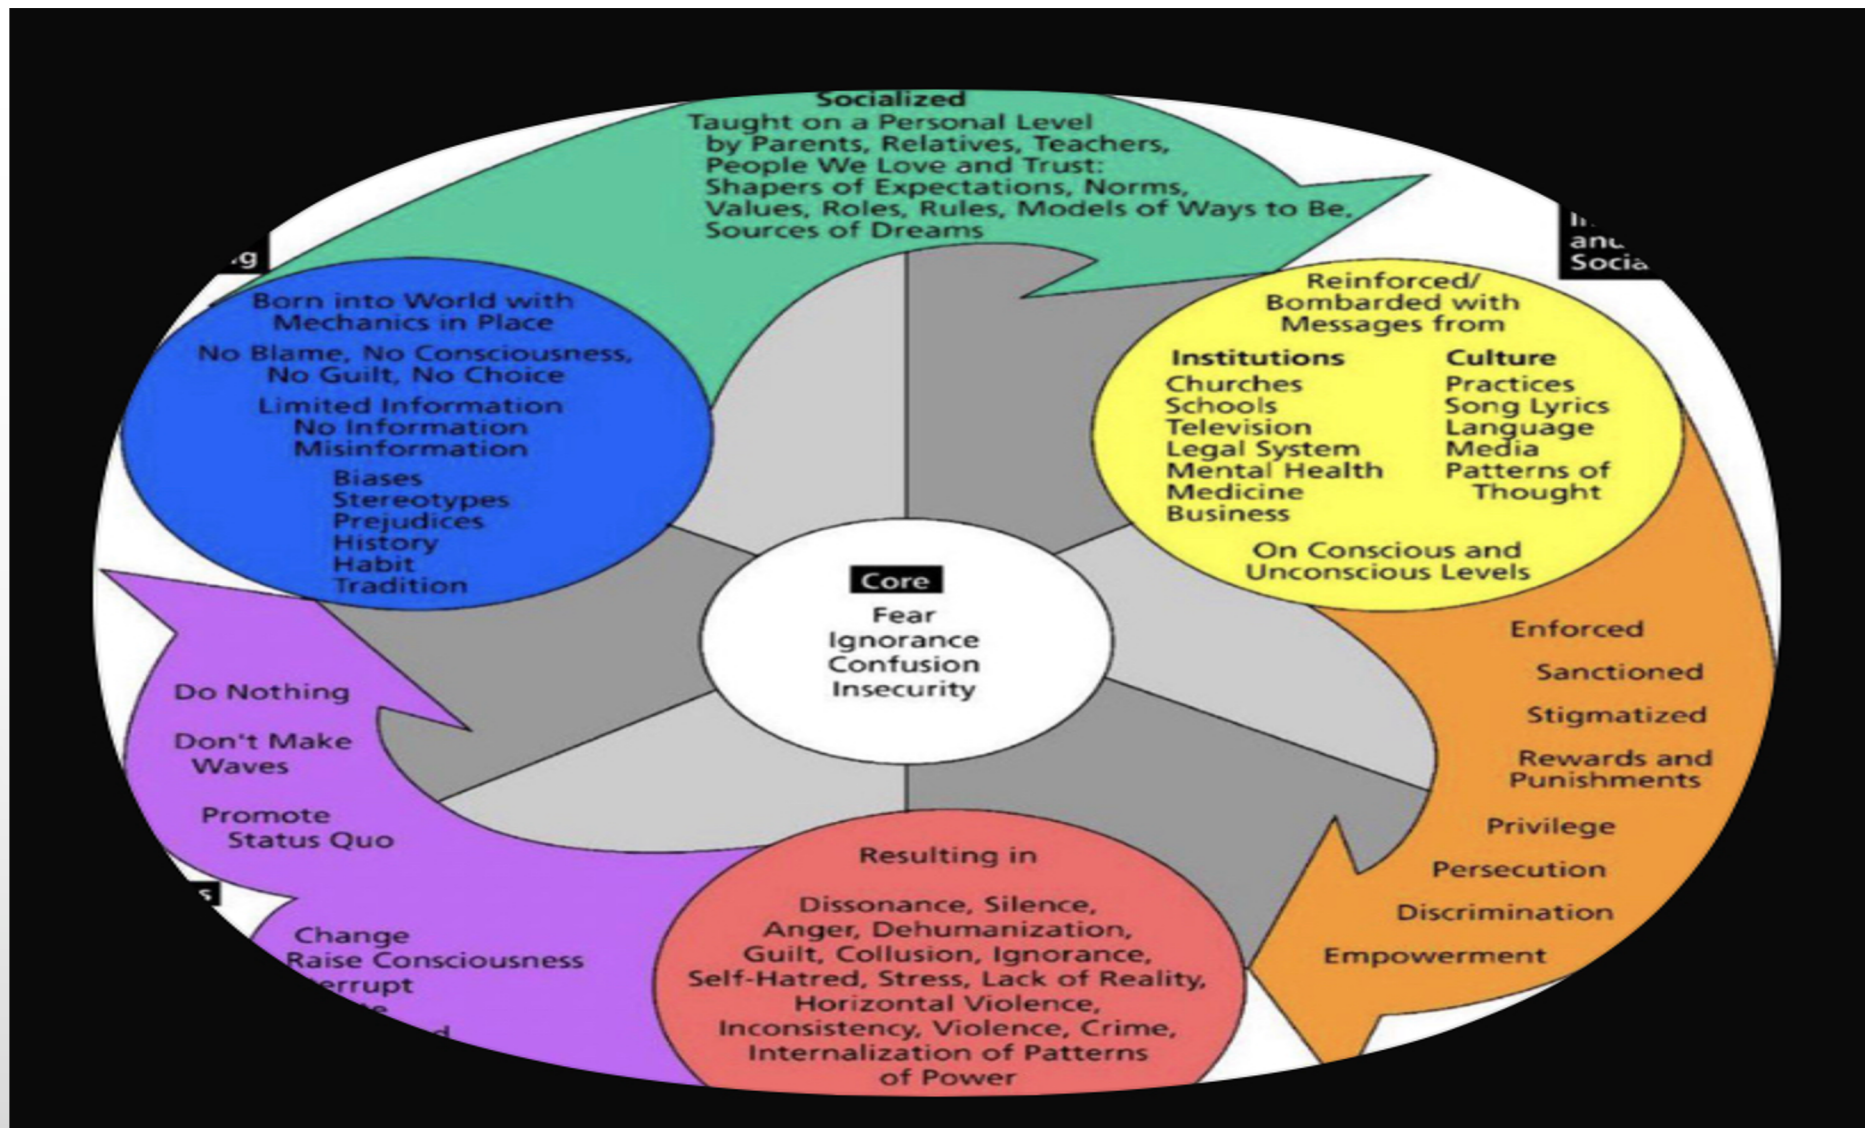 Socialized
Taught on a Personal Level
by Parents, Relatives, Teachers,
People We Love and Trust:
Shapers of Expectations, Norms,
Values, Roles, Rules, Models of Ways to Be,
Sources of Dreams
Born into World with
Mechanics in Place
No Blame, No Consciousness,
No Guilt, No Choice
Limited Information
No Information
Misinformation
Biases
Stereotypes
Prejudices
History
Habit
Tradition
Reinforced/
Bombarded with
Messages from
Institutions
Churches
Schools
Television
Legal System
Mental Health
Medicine
Business
Culture
Practices
Song Lyrics
Language
Media
Patterns of
Thought
On Conscious and
Unconscious Levels
Core
Fear
Ignorance
Confusion
Insecurity
Enforced
Sanctioned
Stigmatized
Rewards and
Punishments
Privilege
Persecution
Discrimination
Empowerment
Resulting in
Dissonance, Silence,
Anger, Dehumanization,
Guilt, Collusion, Ignorance,
Self-Hatred, Stress, Lack of Reality,
Horizontal Violence,
Inconsistency, Violence, Crime,
Internalization of Patterns
of Power
Do Nothing
Don't Make
Waves
Promote
Status Quo
Change
Raise Consciousness